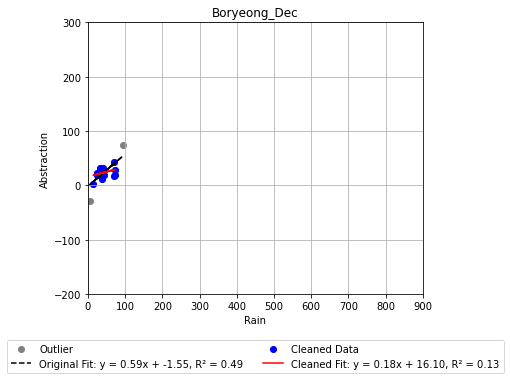 Boryeong_Dec
300
200
100
0
−100
−200
Abstraction
0 100 200 300 400 500 600 700 800 900
Rain
Outlier
Original Fit: y = 0.59x + -1.55, R² = 0.49
Cleaned Data
Cleaned Fit: y = 0.18x + 16.10, R² = 0.13